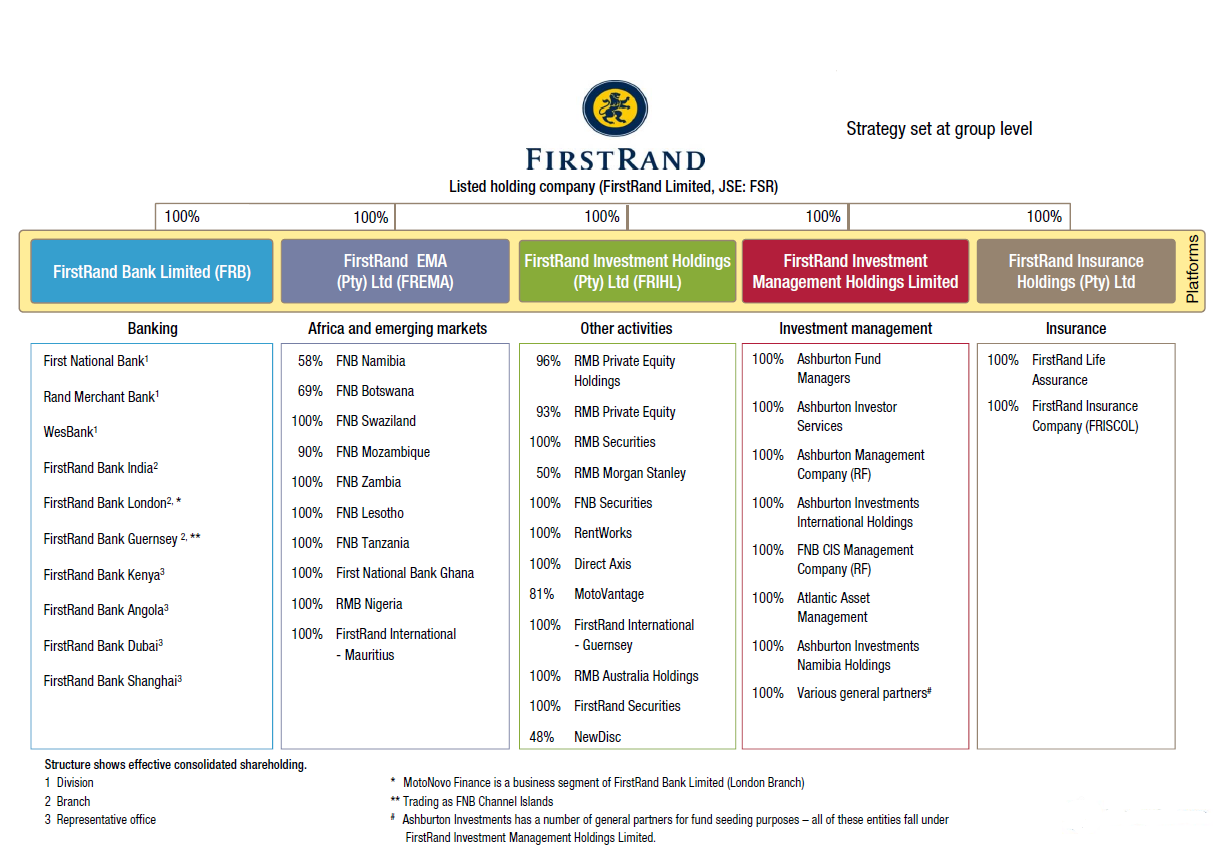 Strategy set at group level
FIRSTRAND
Listed holding company (FirstRand Limited, JSE: FSR)
100% 100% 100% 100% 100%
FirstRand Bank Limited (FRB)
FirstRand EMA
(Pty) Ltd (FREMA)
FirstRand Investment Holdings
(Pty) Ltd (FRIHL)
FirstRand Investment
Management Holdings Limited
FirstRand Insurance
Holdings (Pty) Ltd
Platforms
Banking
First National Bank¹
Rand Merchant Bank¹
WesBank¹
FirstRand Bank India²
FirstRand Bank London²˒ *
FirstRand Bank Guernsey ²˒ **
FirstRand Bank Kenya³
FirstRand Bank Angola³
FirstRand Bank Dubai³
FirstRand Bank Shanghai³
Africa and emerging markets
58% FNB Namibia
69% FNB Botswana
100% FNB Swaziland
90% FNB Mozambique
100% FNB Zambia
100% FNB Lesotho
100% FNB Tanzania
100% First National Bank Ghana
100% RMB Nigeria
100% FirstRand International
- Mauritius
Other activities
96% RMB Private Equity
Holdings
93% RMB Private Equity
100% RMB Securities
50% RMB Morgan Stanley
100% FNB Securities
100% RentWorks
100% Direct Axis
81% MotoVantage
100% FirstRand International
- Guernsey
100% RMB Australia Holdings
100% FirstRand Securities
48% NewDisc
Investment management
100% Ashburton Fund
Managers
100% Ashburton Investor
Services
100% Ashburton Management
Company (RF)
100% Ashburton Investments
International Holdings
100% FNB CIS Management
Company (RF)
100% Atlantic Asset
Management
100% Ashburton Investments
Namibia Holdings
100% Various general partners#
Insurance
100% FirstRand Life
Assurance
100% FirstRand Insurance
Company (FRISCOL)
Structure shows effective consolidated shareholding.
1 Division
2 Branch
3 Representative office
* MotoNovo Finance is a business segment of FirstRand Bank Limited (London Branch)
** Trading as FNB Channel Islands
# Ashburton Investments has a number of general partners for fund seeding purposes – all of these entities fall under
FirstRand Investment Management Holdings Limited.